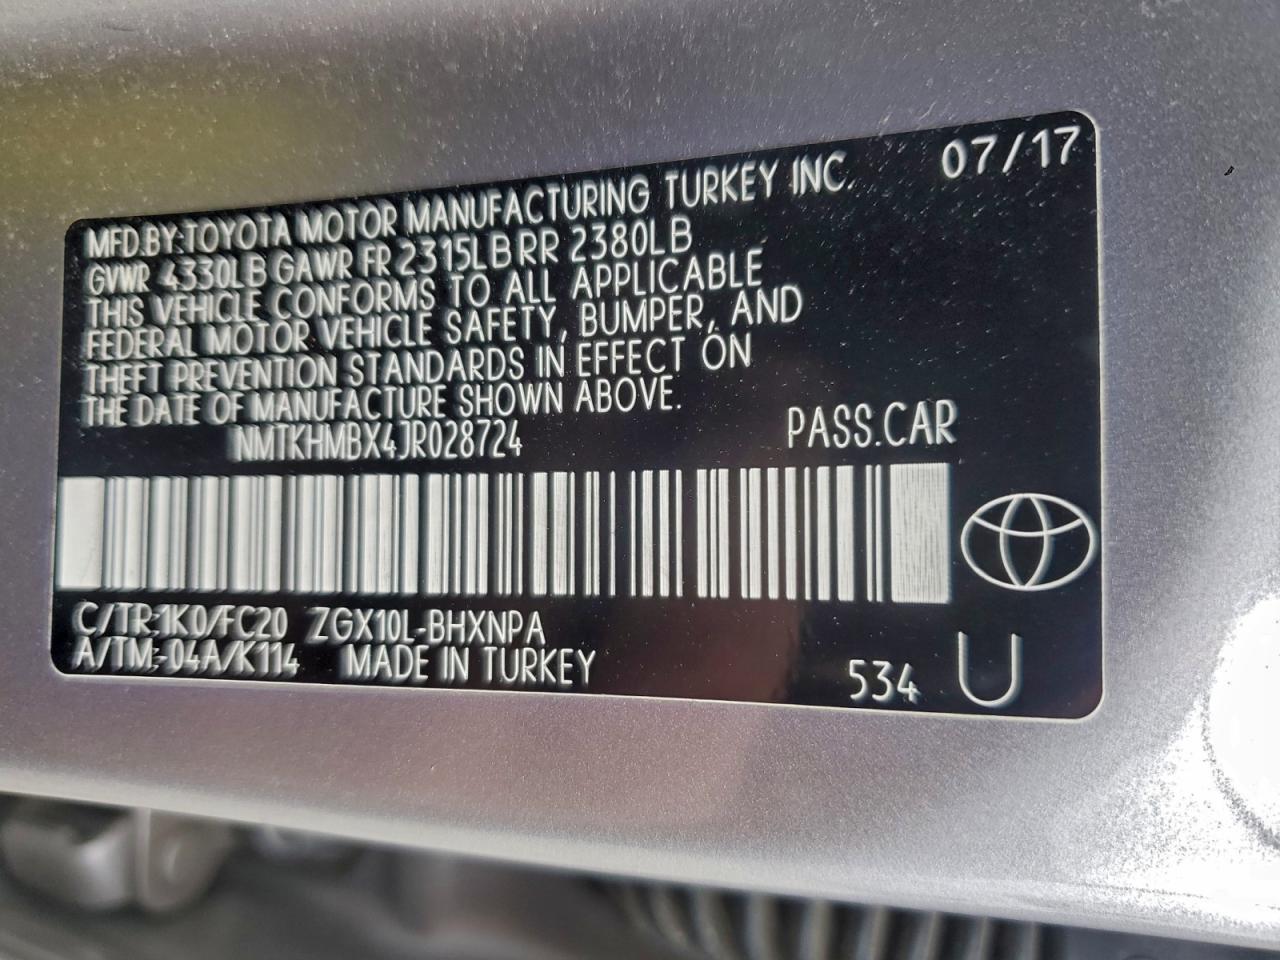 07/17
MFD.BY:TOYOTA MOTOR MANUFACTURING TURKEY INC.
GVWR 4330LB GAWR FR 2315LB RR 2380LB
THIS VEHICLE CONFORMS TO ALL APPLICABLE
FEDERAL MOTOR VEHICLE SAFETY, BUMPER, AND
THEFT PREVENTION STANDARDS IN EFFECT ON
THE DATE OF MANUFACTURE SHOWN ABOVE.
NMTKHMBX4JR028724 PASS.CAR
C/TR:1K0/FC20 ZGX10L-BHXNPA
A/TM:-04A/K114 MADE IN TURKEY 534 U